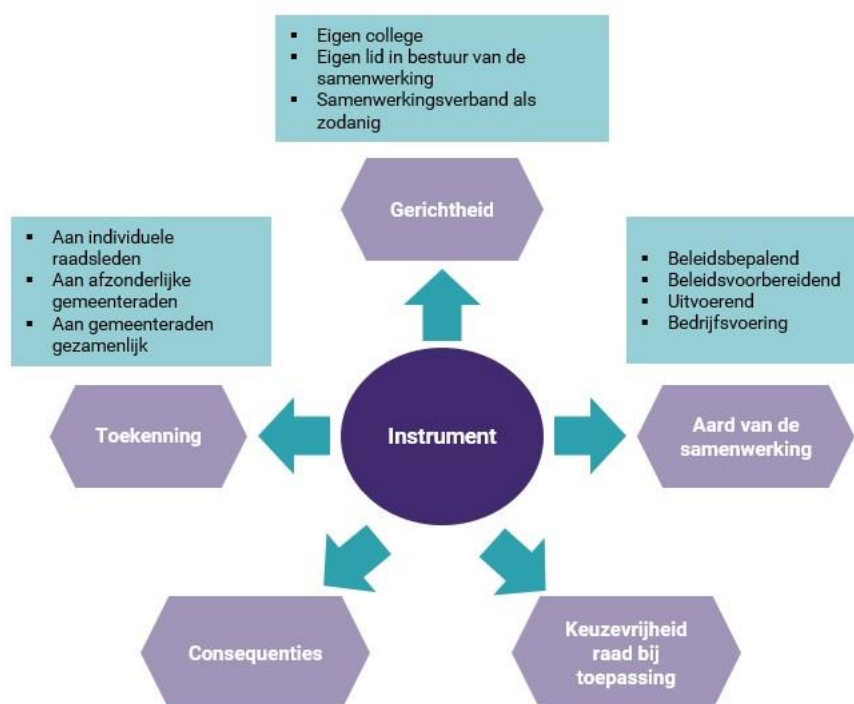 ▪ Eigen college
▪ Eigen lid in bestuur van de
samenwerking
▪ Samenwerkingsverband als
zodanig
Gerichtheid
▪ Aan individuele
raadsleden
▪ Aan afzonderlijke
gemeenteraden
▪ Aan gemeenteraden
gezamenlijk
▪ Beleidsbepalend
▪ Beleidsvoorbereidend
▪ Uitvoerend
▪ Bedrijfsvoering
Toekenning
Instrument
Aard van de
samenwerking
Consequenties
Keuzevrijheid
raad bij
toepassing